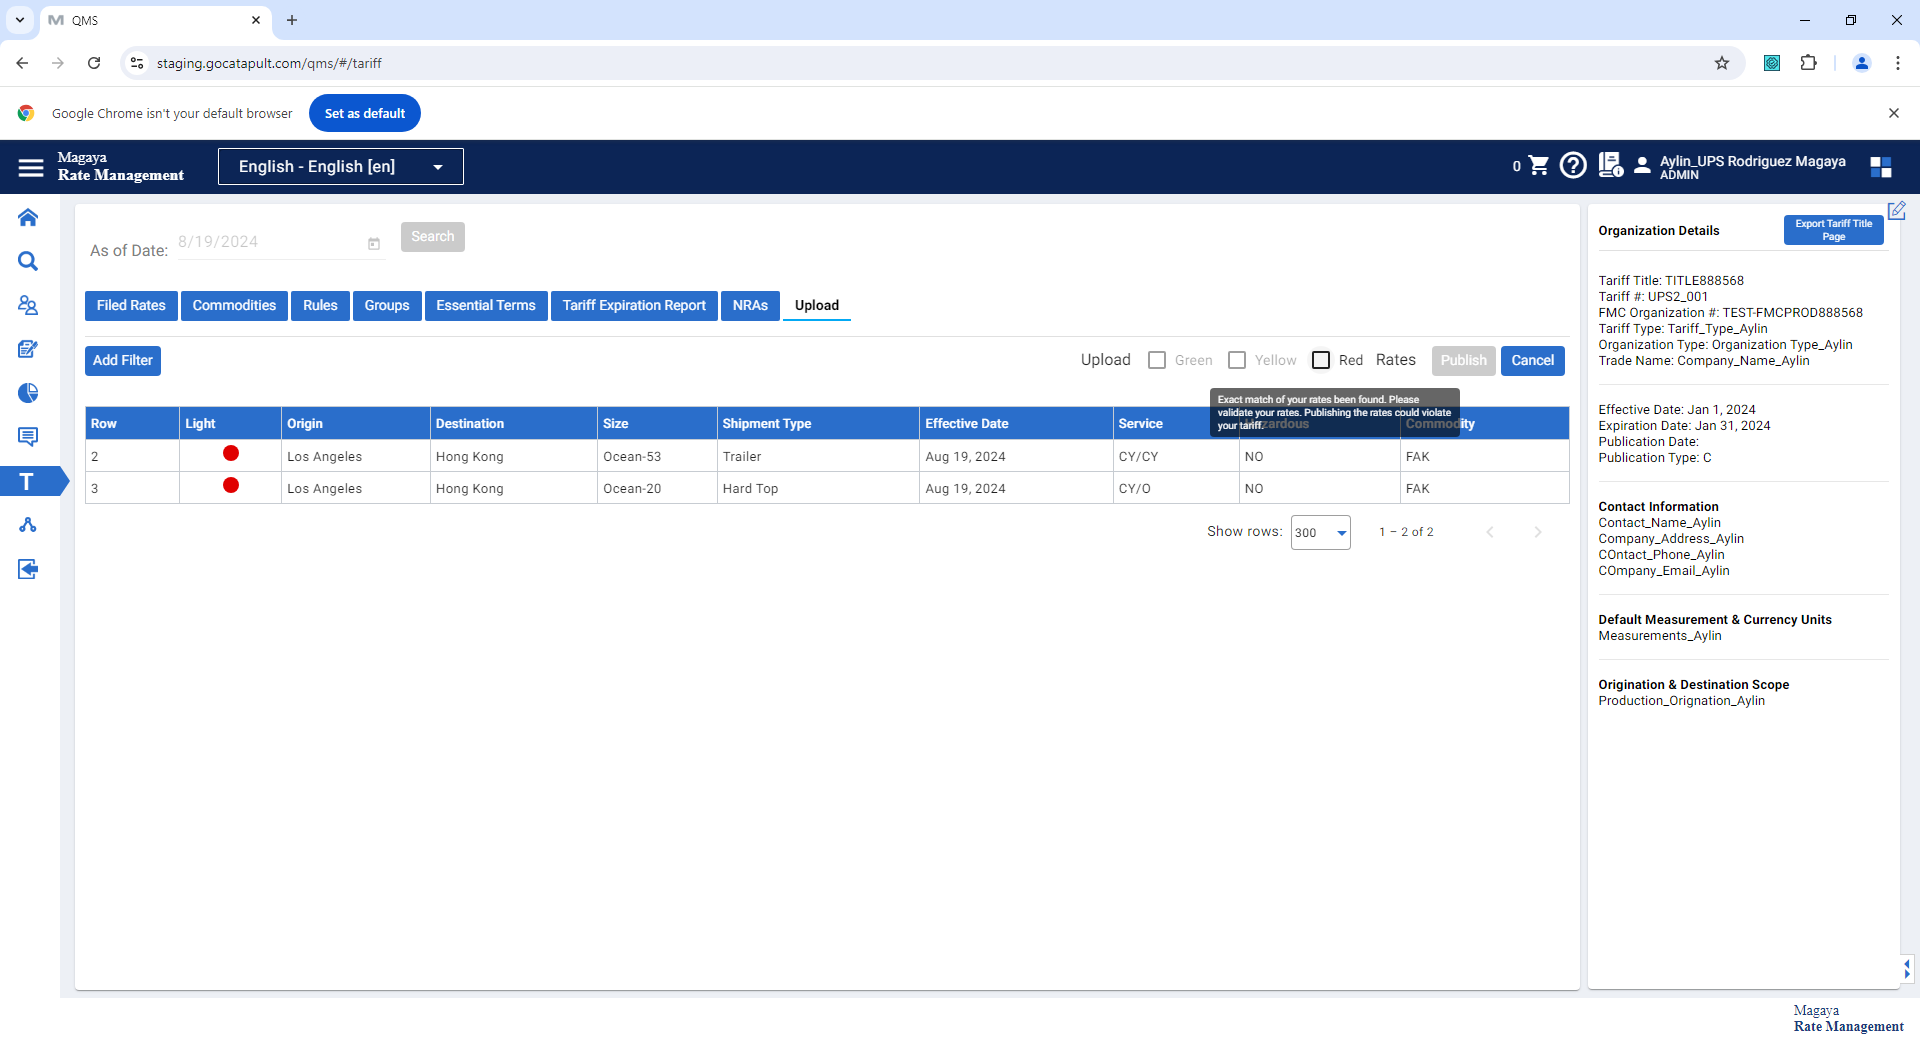 QMS
staging.gocatapult.com/qms/#/tariff
Google Chrome isn't your default browser
Set as default
Magaya
Rate Management
English - English [en]
0
Aylin_UPS Rodriguez Magaya
ADMIN
As of Date:
8/19/2024
Search
Filed Rates
Commodities
Rules
Groups
Essential Terms
Tariff Expiration Report
NRAs
Upload
Add Filter
Upload
Green
Yellow
Red
Rates
Publish
Cancel
Exact match of your rates been found. Please
validate your rates. Publishing the rates could violate
your tariff.
Row Light Origin Destination Size Shipment Type Effective Date Service Hazardous Commodity
2 Los Angeles Hong Kong Ocean-53 Trailer Aug 19, 2024 CY/CY NO FAK
3 Los Angeles Hong Kong Ocean-20 Hard Top Aug 19, 2024 CY/O NO FAK
Show rows: 300 1 – 2 of 2
T
Organization Details
Export Tariff Title
Page
Tariff Title: TITLE888568
Tariff #: UPS2_001
FMC Organization #: TEST-FMCPROD888568
Tariff Type: Tariff_Type_Aylin
Organization Type: Organization Type_Aylin
Trade Name: Company_Name_Aylin
Effective Date: Jan 1, 2024
Expiration Date: Jan 31, 2024
Publication Date:
Publication Type: C
Contact Information
Contact_Name_Aylin
Company_Address_Aylin
COntact_Phone_Aylin
COmpany_Email_Aylin
Default Measurement & Currency Units
Measurements_Aylin
Origination & Destination Scope
Production_Orignation_Aylin
Magaya
Rate Management